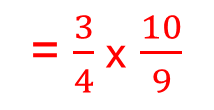 = 3/4 x 10/9